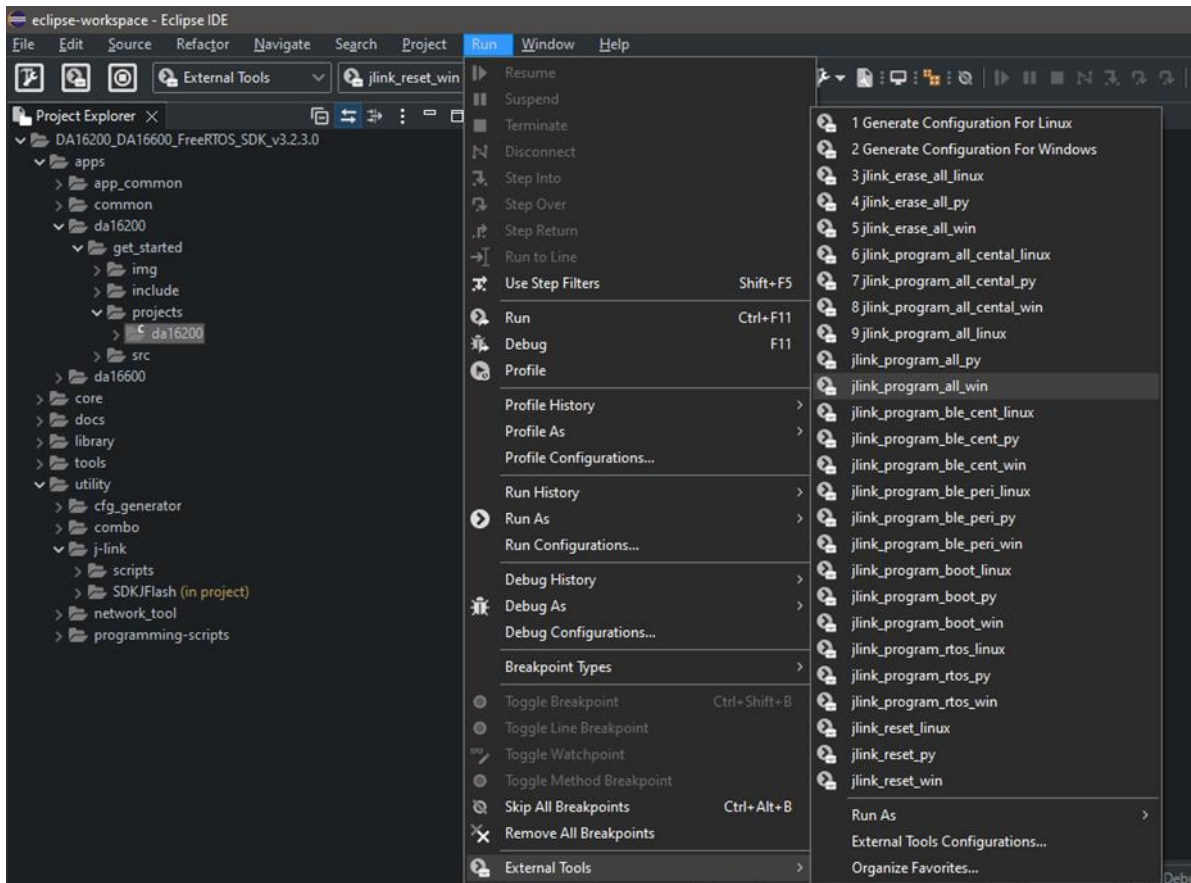 eclipse-workspace - Eclipse IDE
File Edit Source Refactor Navigate Search Project Run Window Help
External Tools jlink_reset_win
Project Explorer
DA16200_DA16600_FreeRTOS_SDK_v3.2.3.0
apps
app_common
common
da16200
get_started
img
include
projects
da16200
src
da16600
core
docs
library
tools
utility
cfg_generator
combo
j-link
scripts
SDKJFlash (in project)
network_tool
programming-scripts
Resume
Suspend
Terminate
Disconnect
Step Into
Step Over
Step Return
Run to Line
Use Step Filters Shift+F5
Run Ctrl+F11
Debug F11
Profile
Profile History
Profile As
Profile Configurations...
Run History
Run As
Run Configurations...
Debug History
Debug As
Debug Configurations...
Breakpoint Types
Toggle Breakpoint Ctrl+Shift+B
Toggle Line Breakpoint
Toggle Watchpoint
Toggle Method Breakpoint
Skip All Breakpoints Ctrl+Alt+B
Remove All Breakpoints
External Tools
1 Generate Configuration For Linux
2 Generate Configuration For Windows
3 jlink_erase_all_linux
4 jlink_erase_all_py
5 jlink_erase_all_win
6 jlink_program_all_cental_linux
7 jlink_program_all_cental_py
8 jlink_program_all_cental_win
9 jlink_program_all_linux
jlink_program_all_py
jlink_program_all_win
jlink_program_ble_cent_linux
jlink_program_ble_cent_py
jlink_program_ble_cent_win
jlink_program_ble_peri_linux
jlink_program_ble_peri_py
jlink_program_ble_peri_win
jlink_program_boot_linux
jlink_program_boot_py
jlink_program_boot_win
jlink_program_rtos_linux
jlink_program_rtos_py
jlink_program_rtos_win
jlink_reset_linux
jlink_reset_py
jlink_reset_win
Run As
External Tools Configurations...
Organize Favorites...
Deb